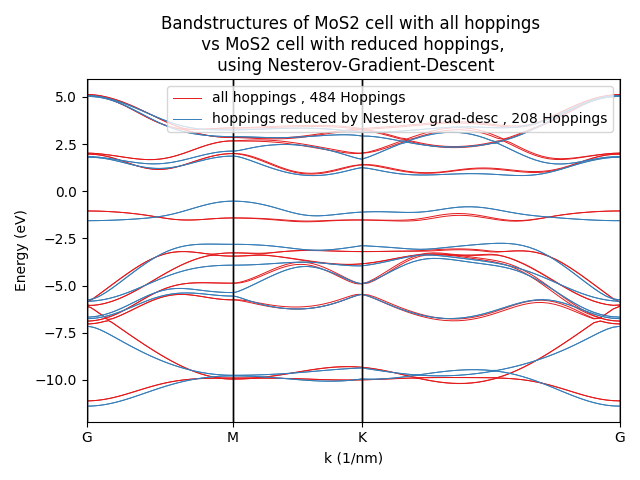 Bandstructures of MoS2 cell with all hoppings
vs MoS2 cell with reduced hoppings,
using Nesterov-Gradient-Descent
all hoppings , 484 Hoppings
hoppings reduced by Nesterov grad-desc , 208 Hoppings
5.0
2.5
0.0
−2.5
−5.0
−7.5
−10.0
Energy (eV)
G M K G
k (1/nm)